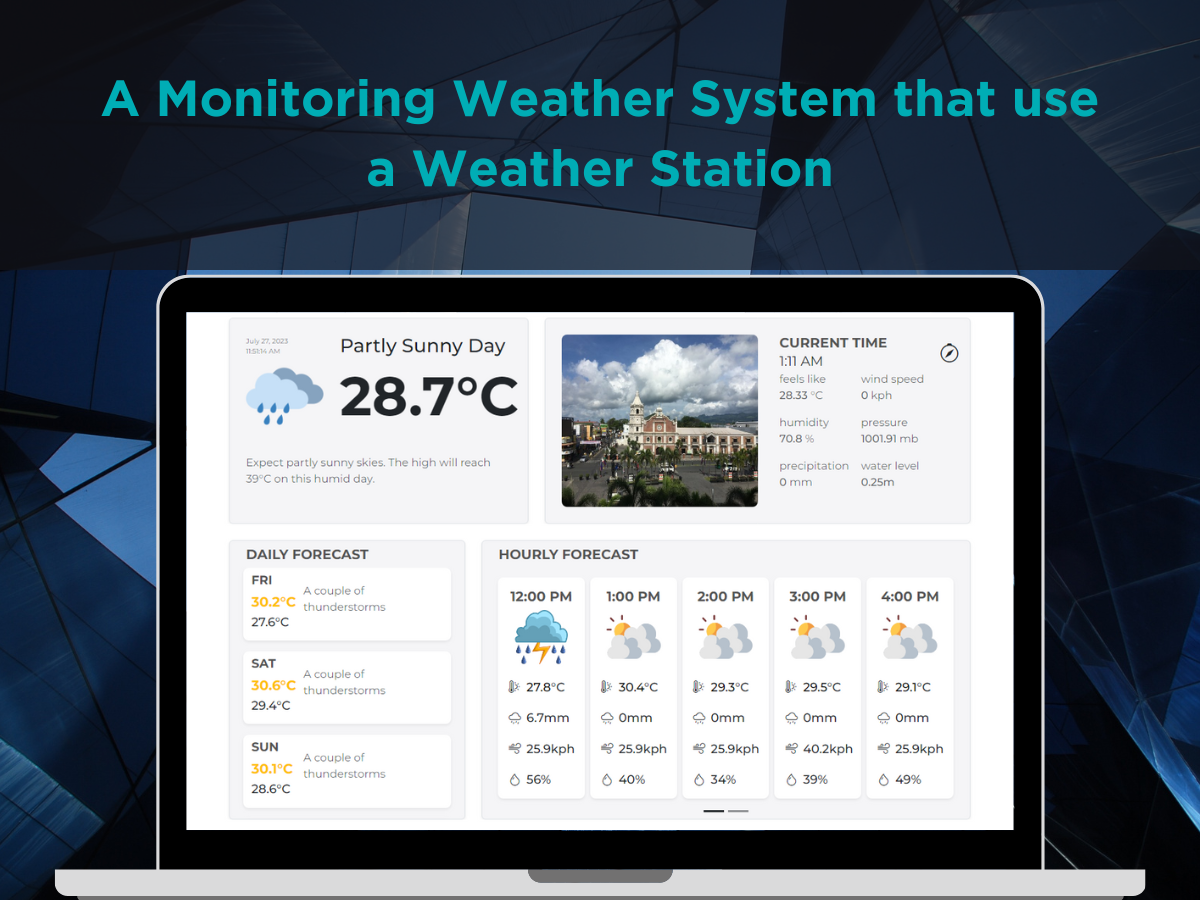 A Monitoring Weather System that use
a Weather Station
July 27, 2023
11:51:14 AM
Partly Sunny Day
28.7°C
Expect partly sunny skies. The high will reach
39°C on this humid day.
CURRENT TIME
1:11 AM
feels like wind speed
28.33 °C 0 kph
humidity pressure
70.8 % 1001.91 mb
precipitation water level
0 mm 0.25m
DAILY FORECAST
FRI
30.2°C
27.6°C
A couple of
thunderstorms
SAT
30.6°C
29.4°C
A couple of
thunderstorms
SUN
30.1°C
28.6°C
A couple of
thunderstorms
HOURLY FORECAST
12:00 PM 1:00 PM 2:00 PM 3:00 PM 4:00 PM
27.8°C 30.4°C 29.3°C 29.5°C 29.1°C
6.7mm 0mm 0mm 0mm 0mm
25.9kph 25.9kph 25.9kph 40.2kph 25.9kph
56% 40% 34% 39% 49%